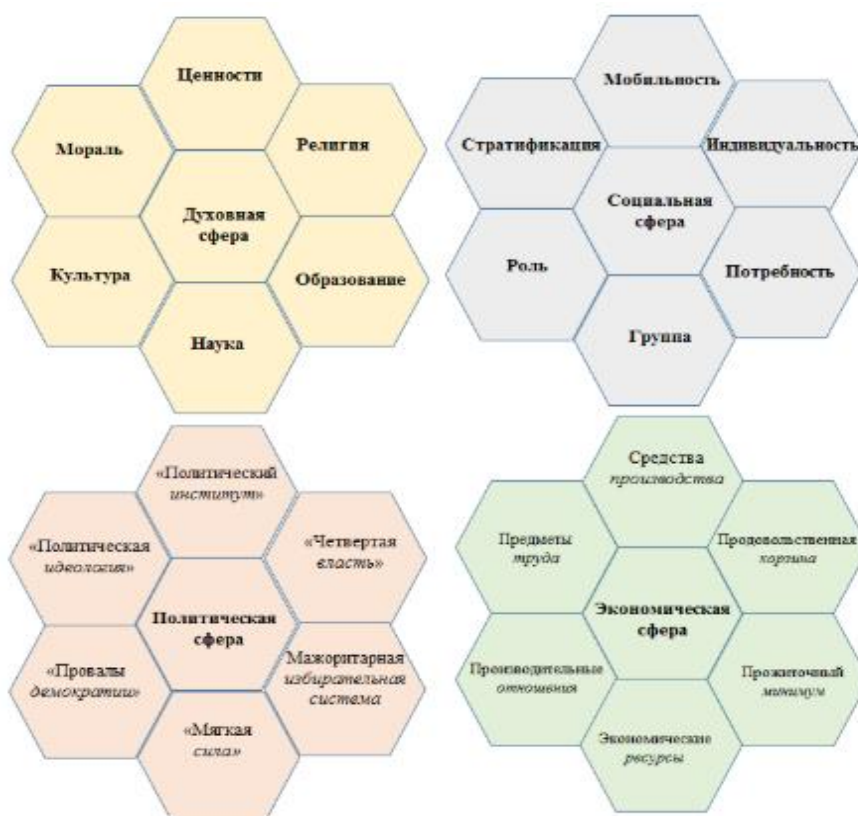 Ценности
Мораль
Религия
Духовная
сфера
Культура
Образование
Наука
Мобильность
Стратификация
Индивидуальность
Социальная
сфера
Роль
Потребность
Группа
«Политический
институт»
«Политическая
идеология»
«Четвертая
власть»
Политическая
сфера
«Провалы
демократии»
Мажоритарная
избирательная
система
«Мягкая
сила»
Средства
производства
Предметы
труда
Продовольственная
корзина
Экономическая
сфера
Производительные
отношения
Прожиточный
минимум
Экономические
ресурсы